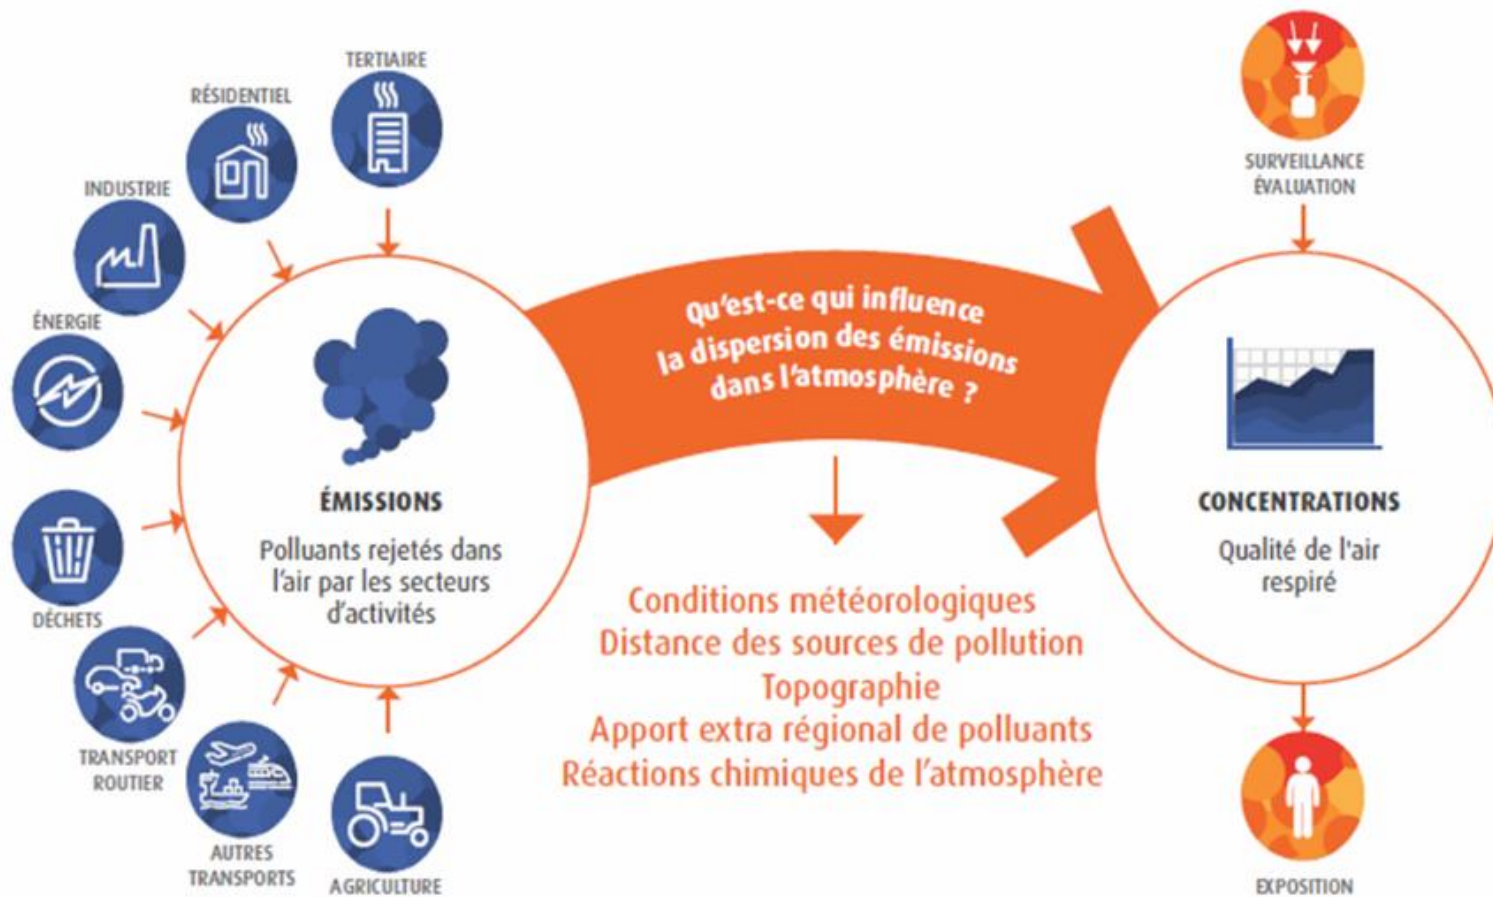 TERTIAIRE
RÉSIDENTIEL
INDUSTRIE
ÉNERGIE
DÉCHETS
TRANSPORT
ROUTIER
AUTRES
TRANSPORTS
AGRICULTURE
ÉMISSIONS
Polluants rejetés dans
l'air par les secteurs
d'activités
Qu'est-ce qui influence
la dispersion des émissions
dans l'atmosphère ?
Conditions météorologiques
Distance des sources de pollution
Topographie
Apport extra régional de polluants
Réactions chimiques de l'atmosphère
SURVEILLANCE
ÉVALUATION
CONCENTRATIONS
Qualité de l'air
respiré
EXPOSITION